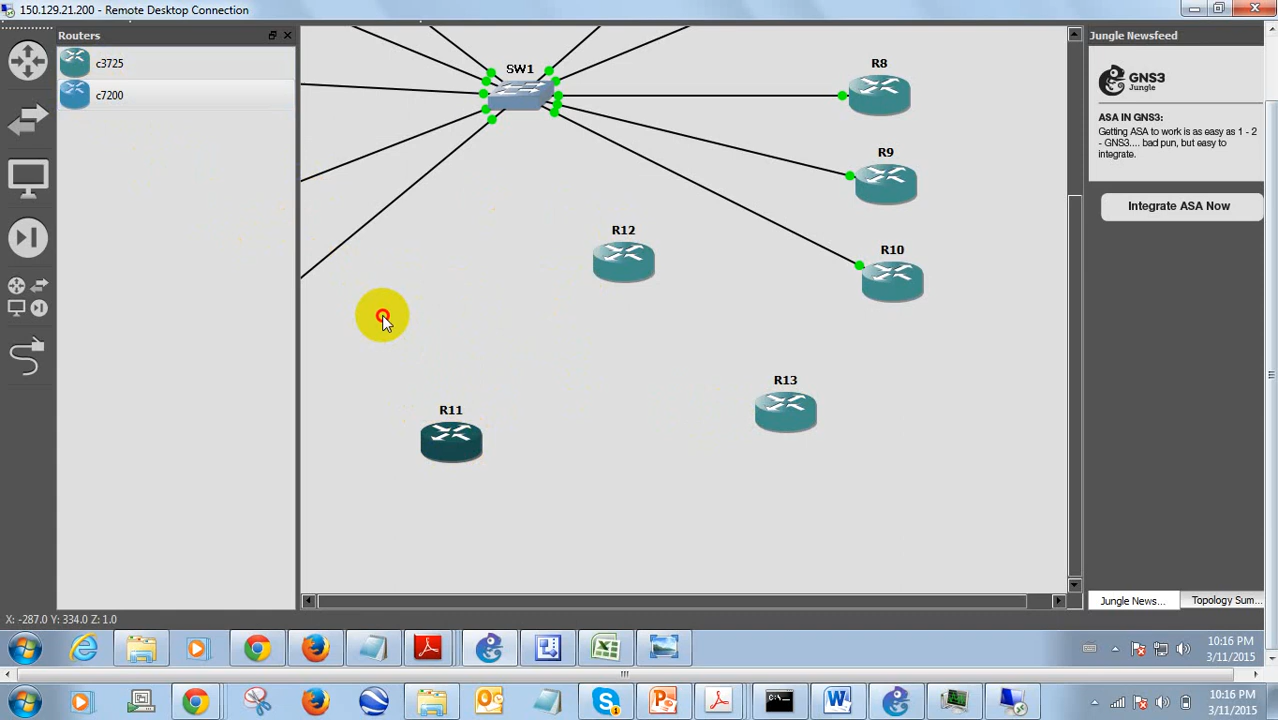 150.129.21.200 - Remote Desktop Connection
Routers
c3725
c7200
SW1
R8
R9
R10
R12
R13
R11
Jungle Newsfeed
GNS3
Jungle
ASA IN GNS3:
Getting ASA to work is as easy as 1 - 2
- GNS3.... bad pun, but easy to
integrate.
Integrate ASA Now
Jungle News...
Topology Sum...
X: -287.0 Y: 334.0 Z: 1.0
10:16 PM
3/11/2015
10:16 PM
3/11/2015